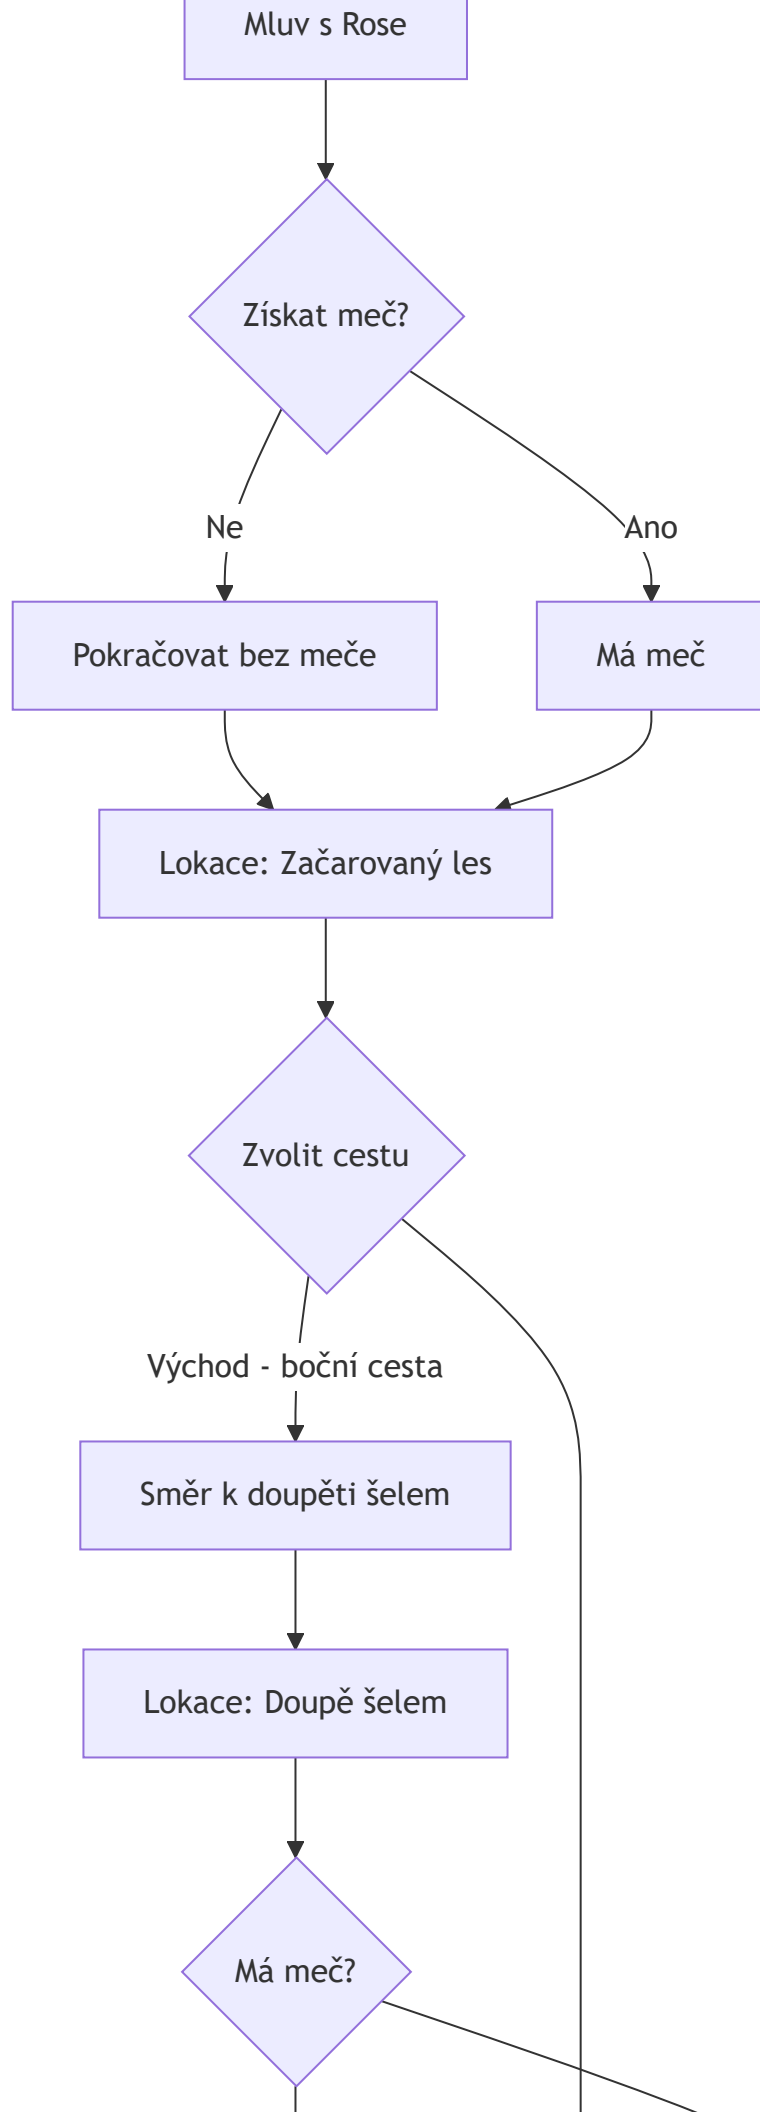 Mluv s Rose
Získat meč?
Ne
Ano
Pokračovat bez meče
Má meč
Lokace: Začarovaný les
Zvolit cestu
Východ - boční cesta
Směr k doupěti šelem
Lokace: Doupě šelem
Má meč?